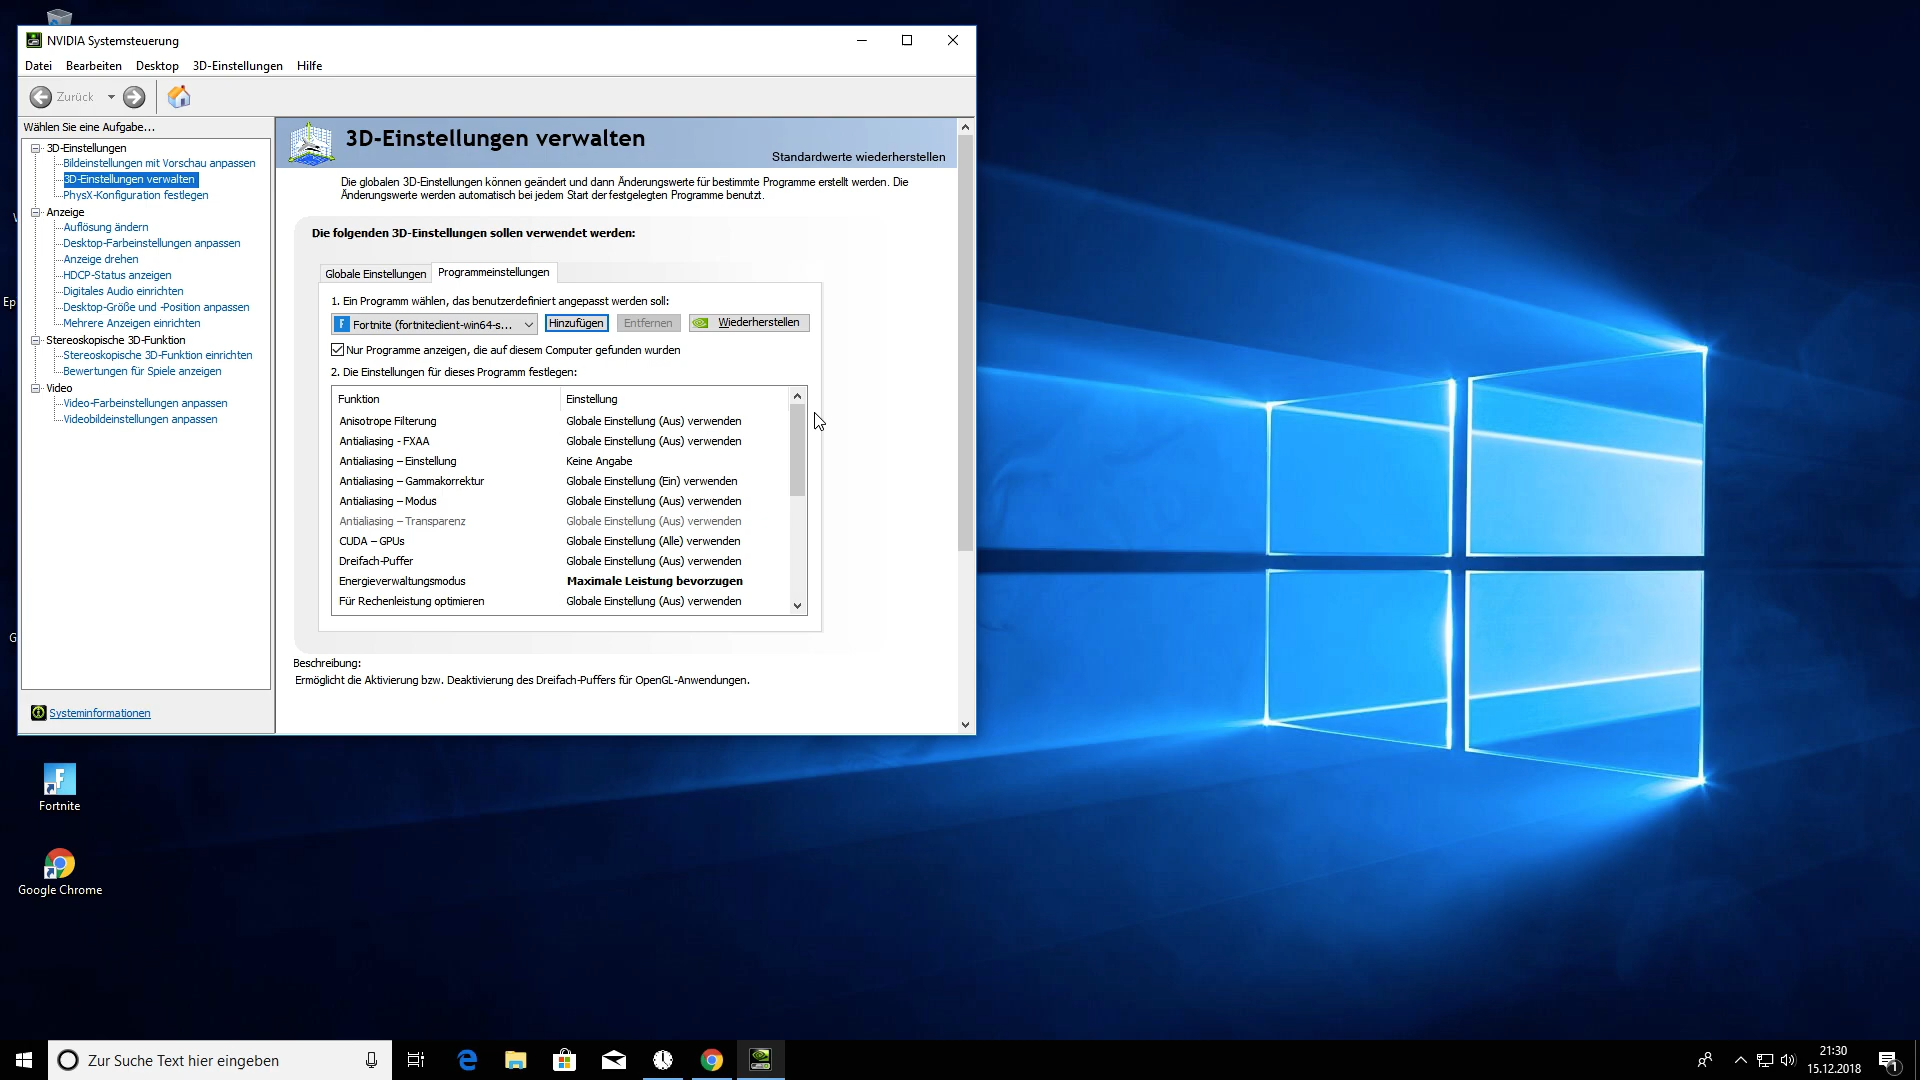 NVIDIA Systemsteuerung
Datei Bearbeiten Desktop 3D-Einstellungen Hilfe
Zurück
Wählen Sie eine Aufgabe...
3D-Einstellungen
Bildeinstellungen mit Vorschau anpassen
3D-Einstellungen verwalten
PhysX-Konfiguration festlegen
Anzeige
Auflösung ändern
Desktop-Farbeinstellungen anpassen
Anzeige drehen
HDCP-Status anzeigen
Digitales Audio einrichten
Desktop-Größe und -Position anpassen
Mehrere Anzeigen einrichten
Stereoskopische 3D-Funktion
Stereoskopische 3D-Funktion einrichten
Bewertungen für Spiele anzeigen
Video
Video-Farbeinstellungen anpassen
Videobildeinstellungen anpassen
Systeminformationen
3D-Einstellungen verwalten
Standardwerte wiederherstellen
Die globalen 3D-Einstellungen können geändert und dann Änderungswerte für bestimmte Programme erstellt werden. Die
Änderungswerte werden automatisch bei jedem Start der festgelegten Programme benutzt.
Die folgenden 3D-Einstellungen sollen verwendet werden:
Globale Einstellungen Programmeinstellungen
1. Ein Programm wählen, das benutzerdefiniert angepasst werden soll:
Fortnite (fortniteclient-win64-s... Hinzufügen Entfernen Wiederherstellen
Nur Programme anzeigen, die auf diesem Computer gefunden wurden
2. Die Einstellungen für dieses Programm festlegen:
Funktion Einstellung
Anisotrope Filterung Globale Einstellung (Aus) verwenden
Antialiasing - FXAA Globale Einstellung (Aus) verwenden
Antialiasing – Einstellung Keine Angabe
Antialiasing – Gammakorrektur Globale Einstellung (Ein) verwenden
Antialiasing – Modus Globale Einstellung (Aus) verwenden
Antialiasing – Transparenz Globale Einstellung (Aus) verwenden
CUDA – GPUs Globale Einstellung (Alle) verwenden
Dreifach-Puffer Globale Einstellung (Aus) verwenden
Energieverwaltungsmodus Maximale Leistung bevorzugen
Für Rechenleistung optimieren Globale Einstellung (Aus) verwenden
Beschreibung:
Ermöglicht die Aktivierung bzw. Deaktivierung des Dreifach-Puffers für OpenGL-Anwendungen.
Ep
G
Fortnite
Google Chrome
Zur Suche Text hier eingeben
21:30
15.12.2018
1